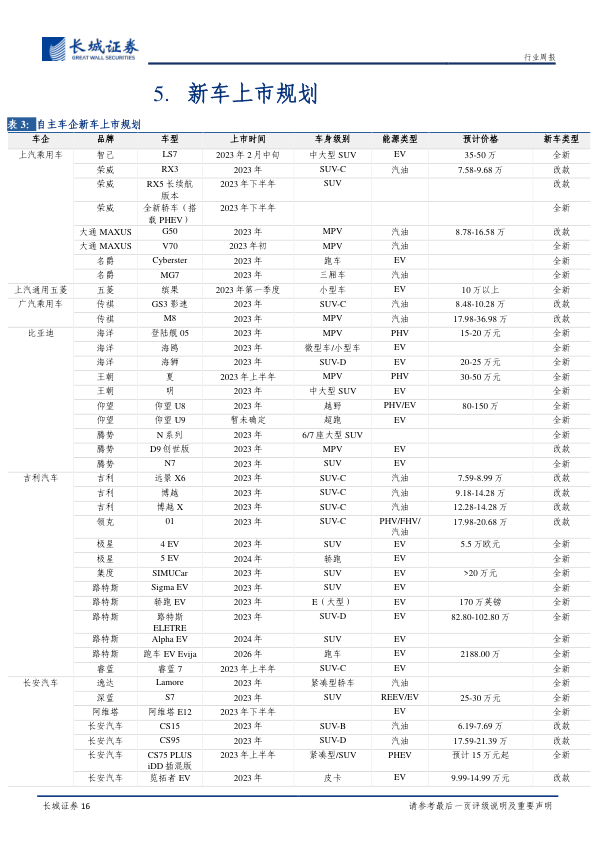 长城证券
GREAT WALL SECURITIES
行业周报
5. 新车上市规划
表 3: 自主车企新车上市规划
车企 品牌 车型 上市时间 车身级别 能源类型 预计价格 新车类型
上汽乘用车 智己 LS7 2023 年 2 月中旬 中大型 SUV EV 35-50 万 全新
荣威 RX3 2023 年 SUV-C 汽油 7.58-9.68 万 改款
荣威 RX5 长续航 2023 年下半年 SUV 改款
版本
荣威 全新轿车（搭 2023 年下半年 全新
载 PHEV）
大通 MAXUS G50 2023 年 MPV 汽油 8.78-16.58 万 改款
大通 MAXUS V70 2023 年初 MPV 汽油 全新
名爵 Cyberster 2023 年 跑车 EV 全新
名爵 MG7 2023 年 三厢车 汽油 全新
上汽通用五菱 五菱 缤果 2023 年第一季度 小型车 EV 10 万以上 全新
广汽乘用车 传祺 GS3 影速 2023 年 SUV-C 汽油 8.48-10.28 万 改款
传祺 M8 2023 年 MPV 汽油 17.98-36.98 万 改款
比亚迪 海洋 登陆舰 05 2023 年 MPV PHV 15-20 万元 全新
海洋 海鸥 2023 年 微型车/小型车 EV 全新
海洋 海狮 2023 年 SUV-D EV 20-25 万元 全新
王朝 夏 2023 年上半年 MPV PHV 30-50 万元 全新
王朝 明 2023 年 中大型 SUV EV 全新
仰望 仰望 U8 2023 年 越野 PHV/EV 80-150 万 全新
仰望 仰望 U9 暂未确定 超跑 EV 全新
腾势 N 系列 2023 年 6/7 座大型 SUV 全新
腾势 D9 创世版 2023 年 MPV EV 改款
腾势 N7 2023 年 SUV EV 全新
吉利汽车 吉利 远景 X6 2023 年 SUV-C 汽油 7.59-8.99 万 改款
吉利 博越 2023 年 SUV-C 汽油 9.18-14.28 万 改款
吉利 博越 X 2023 年 SUV-C 汽油 12.28-14.28 万 改款
领克 01 2023 年 SUV-C PHEV/FHV/ 17.98-20.68 万 改款
汽油
极星 4 EV 2023 年 SUV EV 5.5 万欧元 全新
极星 5 EV 2024 年 轿跑 EV 全新
集度 SIMUCar 2023 年 SUV EV >20 万元 全新
路特斯 Sigma EV 2023 年 SUV EV 全新
路特斯 轿跑 EV 2023 年 E（大型） EV 170 万英镑 全新
路特斯 路特斯 2023 年 SUV-D EV 82.80-102.80 万 全新
ELETRE
路特斯 Alpha EV 2024 年 SUV EV 全新
路特斯 跑车 EV Evija 2026 年 跑车 EV 2188.00 万 全新
睿蓝 睿蓝 7 2023 年上半年 SUV-C EV 全新
长安汽车 逸达 Lamore 2023 年 紧凑型轿车 汽油 全新
深蓝 S7 2023 年 SUV REEV/EV 25-30 万元 全新
阿维塔 阿维塔 E12 2023 年下半年 EV 全新
长安汽车 CS15 2023 年 SUV-B 汽油 6.19-7.69 万 改款
长安汽车 CS95 2023 年 SUV-D 汽油 17.59-21.39 万 改款
长安汽车 CS75 PLUS 2023 年上半年 紧凑型/SUV PHEV 预计 15 万元起 全新
iDD 插混版
长安汽车 览拓者 EV 2023 年 皮卡 EV 9.99-14.99 万元 改款
长城证券 16 请参考最后一页评级说明及重要声明